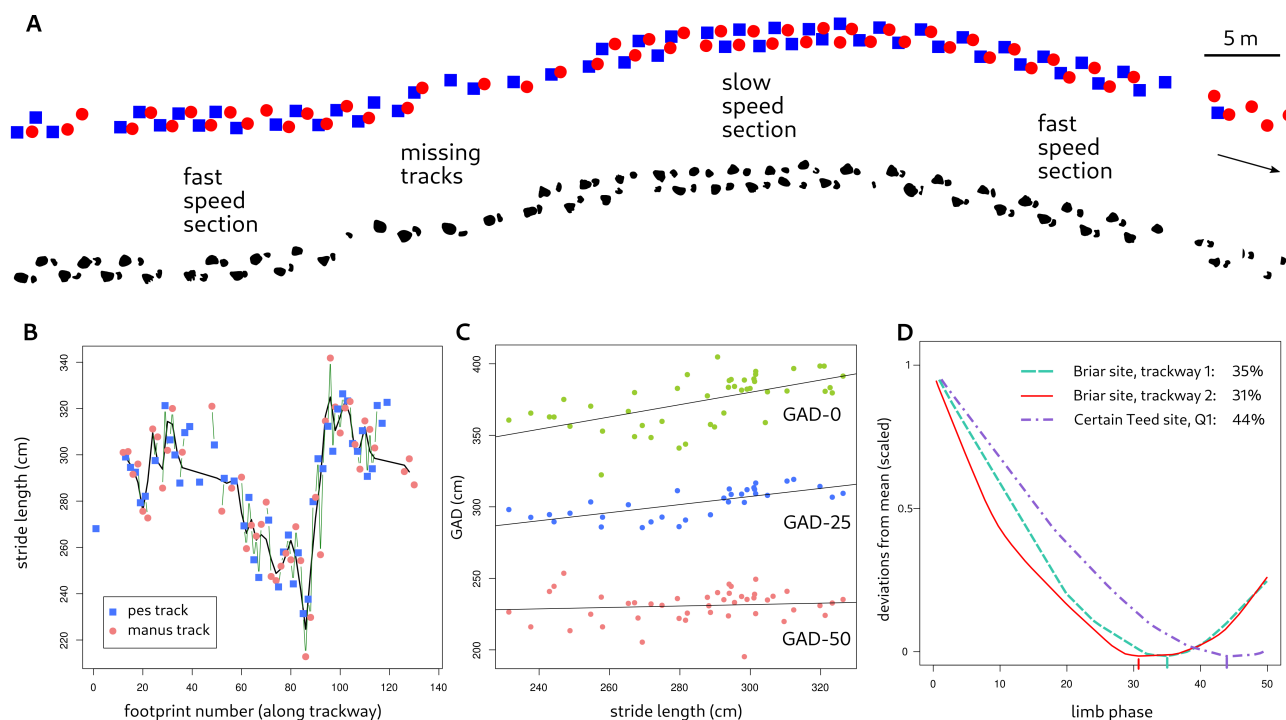 A
5 m
slow
speed
section
fast
speed
section
missing
tracks
fast
speed
section
B
stride length (cm)
340
320
300
280
260
240
220
pes track
manus track
0
20
40
60
80
100
120
140
footprint number (along trackway)
C
GAD (cm)
400
350
300
250
200
GAD-0
GAD-25
GAD-50
240
260
280
300
320
stride length (cm)
D
deviations from mean (scaled)
1
0.5
0
Briar site, trackway 1: 35%
Briar site, trackway 2: 31%
Certain Teed site, Q1: 44%
0
10
20
30
40
50
limb phase